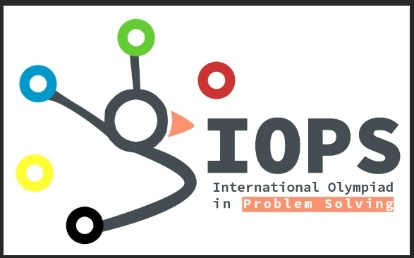 IOPS
International Olympiad
in Problem Solving